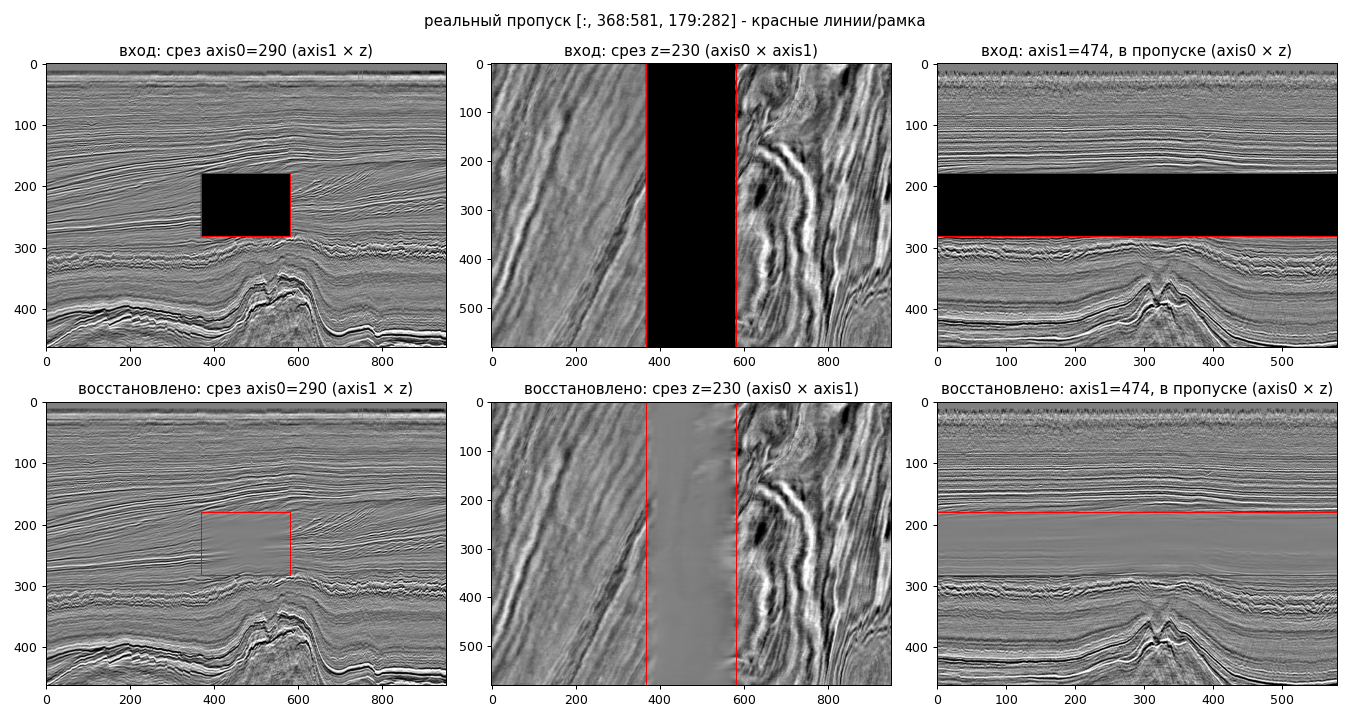 реальный пропуск [:, 368:581, 179:282] - красные линии/рамка
вход: срез axis0=290 (axis1 × z)
0
100
200
300
400
0 200 400 600 800
вход: срез z=230 (axis0 × axis1)
0
100
200
300
400
500
0 200 400 600 800
вход: axis1=474, в пропуске (axis0 × z)
0
100
200
300
400
0 100 200 300 400 500
восстановлено: срез axis0=290 (axis1 × z)
0
100
200
300
400
0 200 400 600 800
восстановлено: срез z=230 (axis0 × axis1)
0
100
200
300
400
500
0 200 400 600 800
восстановлено: axis1=474, в пропуске (axis0 × z)
0
100
200
300
400
0 100 200 300 400 500